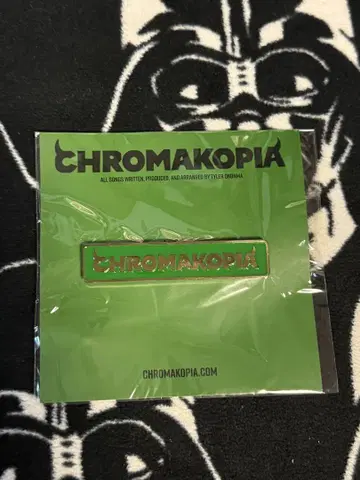 CHROMAKOPIA
ALL SONGS WRITTEN, PRODUCED, AND ARRANGED BY TYLER OKONMA
CHROMAKOPIA
CHROMAKOPIA.COM